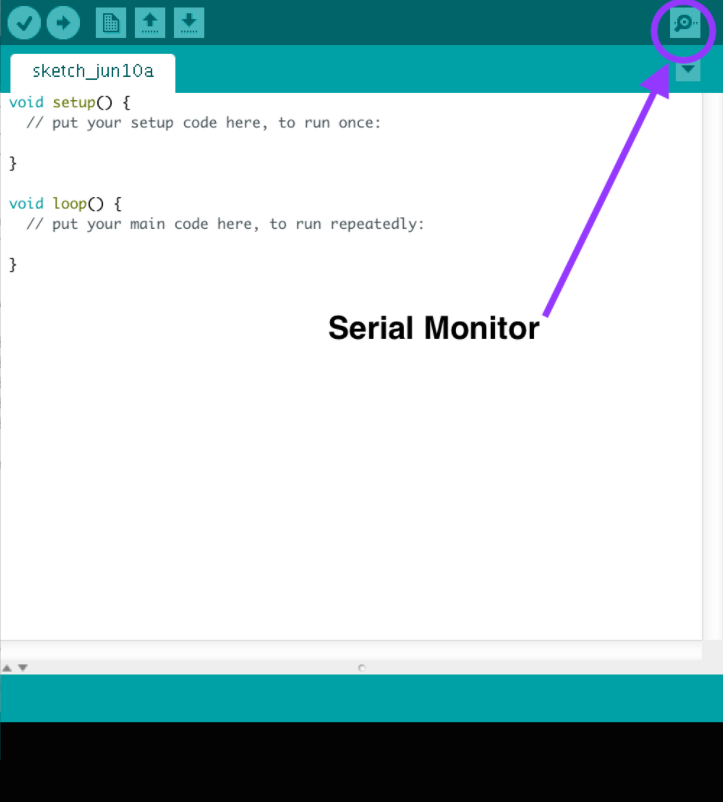 sketch_jun10a
void setup() {
  // put your setup code here, to run once:
}
void loop() {
  // put your main code here, to run repeatedly:
}
Serial Monitor